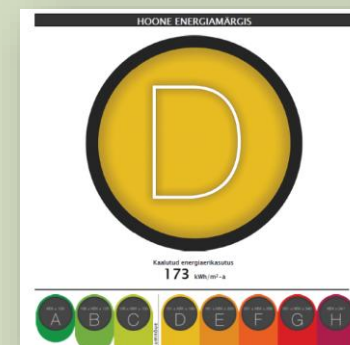 HOONE ENERGIAMÄRGIS
D
Kaalutud energiaerikasutus
173 kWh/m²·a
A B C D E F G H